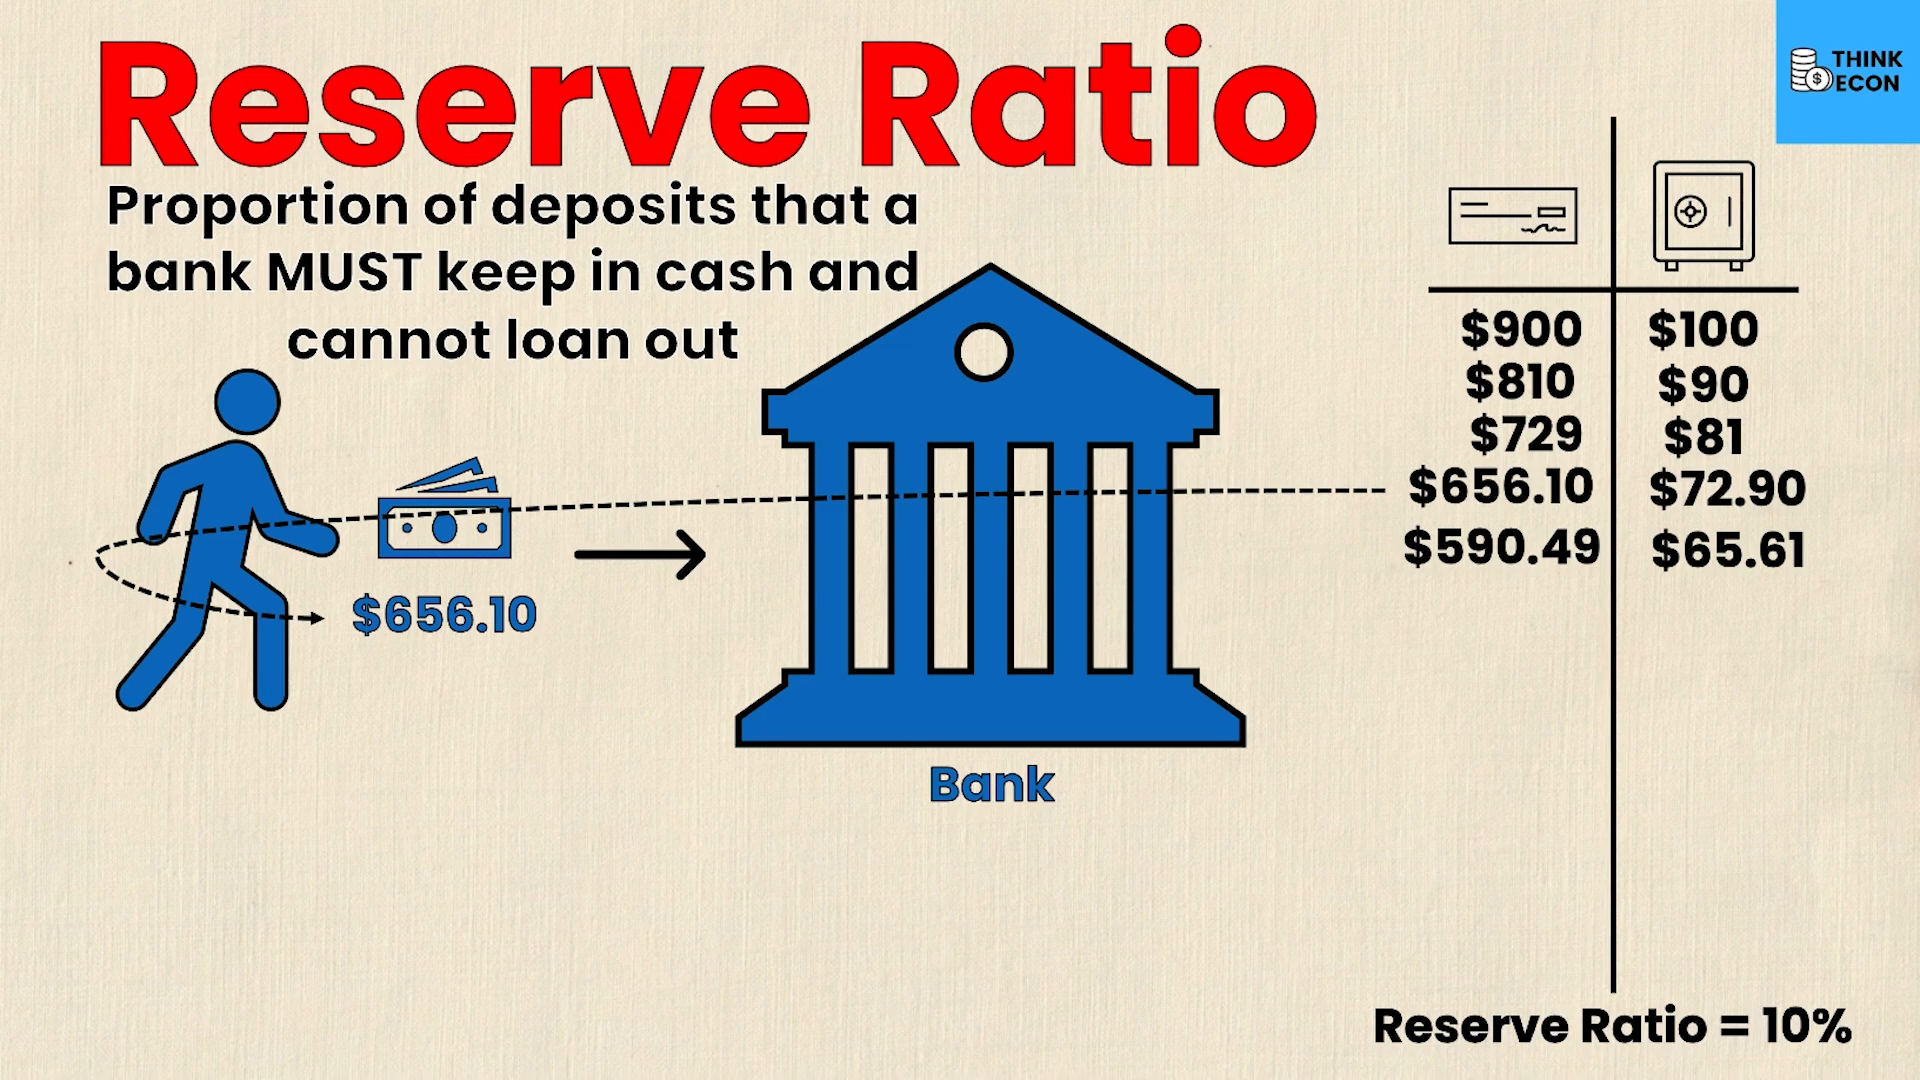 Reserve Ratio
THINK
ECON
Proportion of deposits that a
bank MUST keep in cash and
cannot loan out
$900 $100
$810 $90
$729 $81
$656.10 $72.90
$590.49 $65.61
$656.10
Bank
Reserve Ratio = 10%